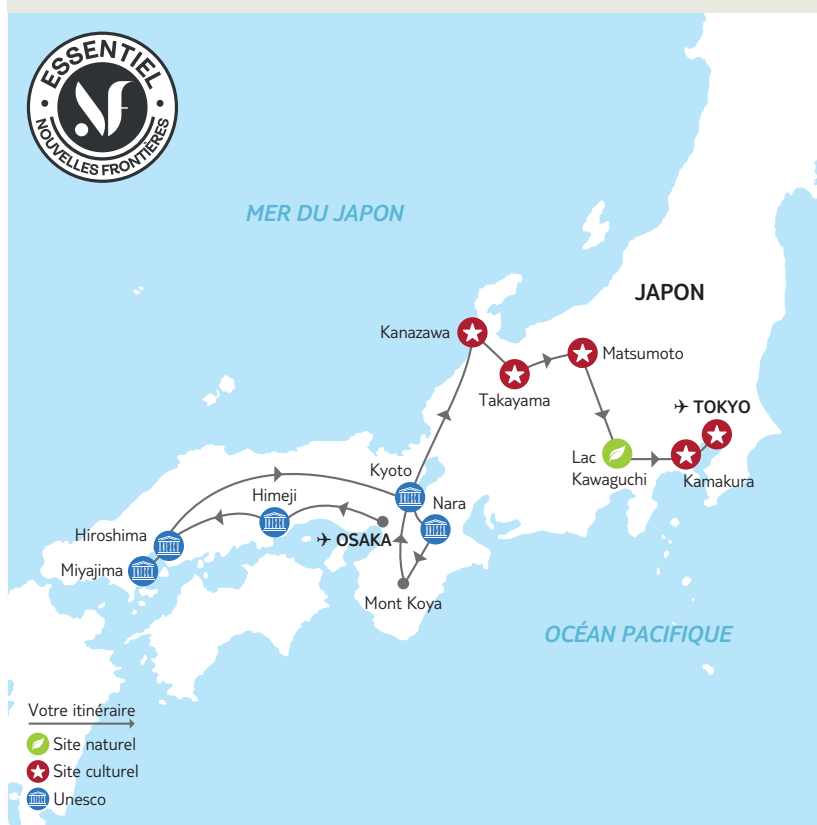 ESSENTIEL
NF
NOUVELLES FRONTIÈRES
MER DU JAPON
JAPON
Kanazawa
Matsumoto
Takayama
TOKYO
Lac
Kawaguchi
Kamakura
Kyoto
Himeji
Nara
Hiroshima
OSAKA
Miyajima
Mont Koya
OCÉAN PACIFIQUE
Votre itinéraire
Site naturel
Site culturel
Unesco